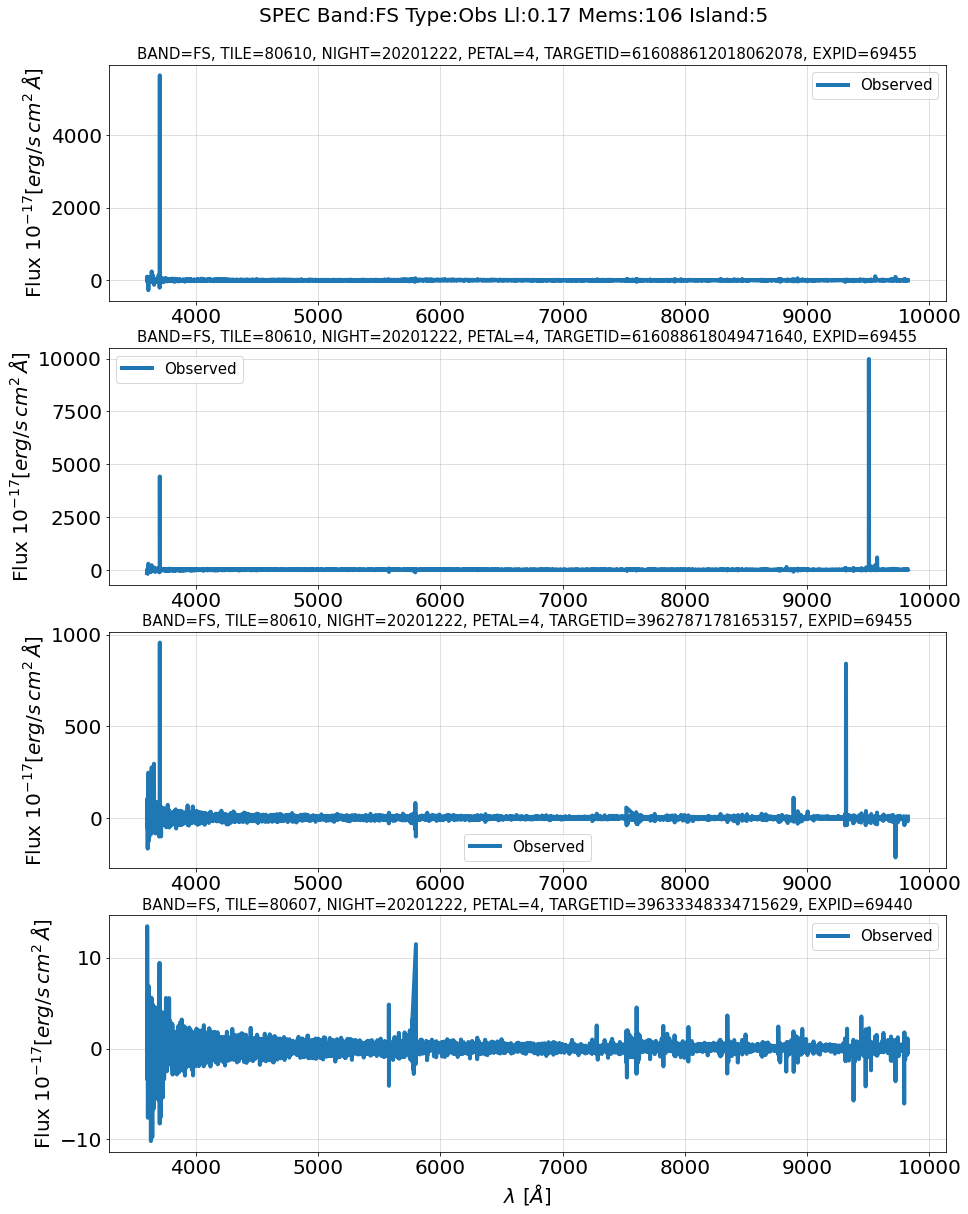 SPEC Band:FS Type:Obs Ll:0.17 Mems:106 Island:5
BAND=FS, TILE=80610, NIGHT=20201222, PETAL=4, TARGETID=616088612018062078, EXPID=69455
Flux 10⁻¹⁷[erg/s cm² Å]
4000
2000
0
Observed
4000 5000 6000 7000 8000 9000 10000
BAND=FS, TILE=80610, NIGHT=20201222, PETAL=4, TARGETID=616088618049471640, EXPID=69455
Flux 10⁻¹⁷[erg/s cm² Å]
10000
7500
5000
2500
0
Observed
4000 5000 6000 7000 8000 9000 10000
BAND=FS, TILE=80610, NIGHT=20201222, PETAL=4, TARGETID=39627871781653157, EXPID=69455
Flux 10⁻¹⁷[erg/s cm² Å]
1000
500
0
Observed
4000 5000 6000 7000 8000 9000 10000
BAND=FS, TILE=80607, NIGHT=20201222, PETAL=4, TARGETID=39633348334715629, EXPID=69440
Flux 10⁻¹⁷[erg/s cm² Å]
10
0
−10
Observed
4000 5000 6000 7000 8000 9000 10000
λ [Å]